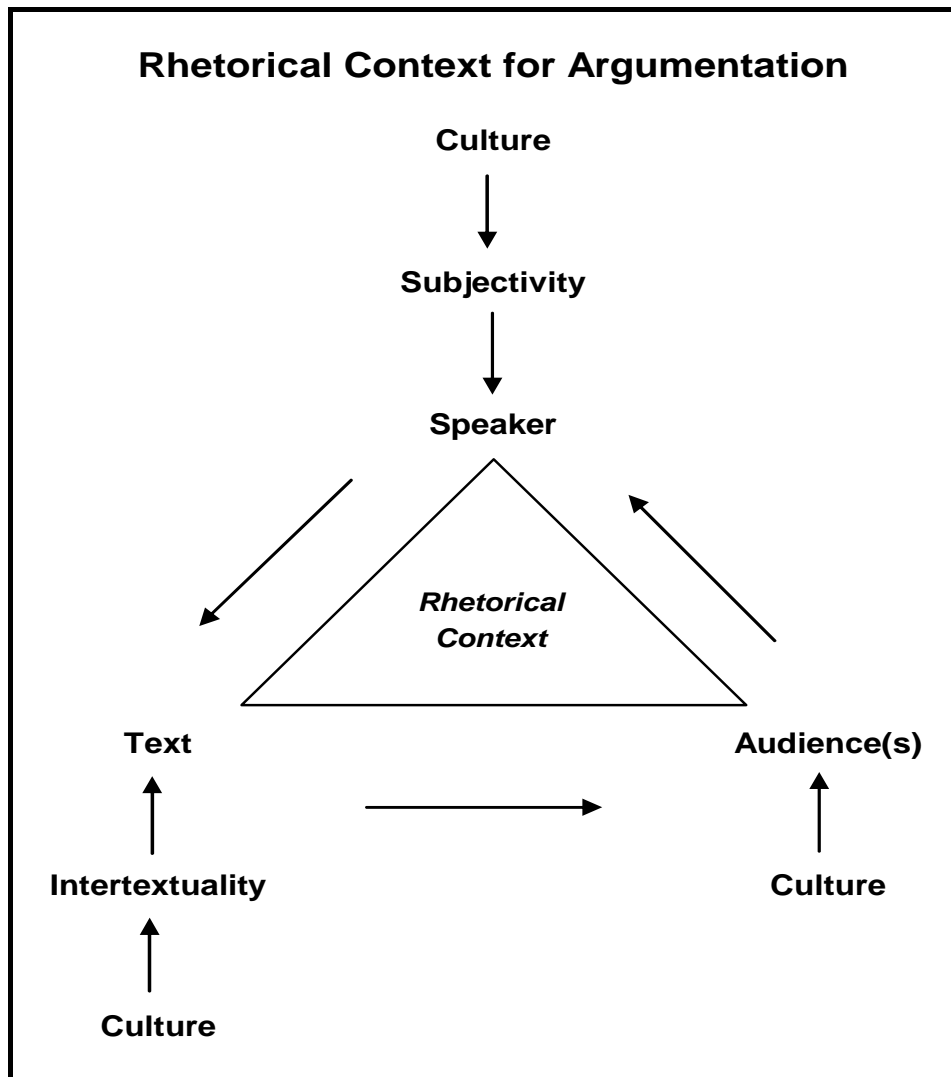 Rhetorical Context for Argumentation
Culture
Subjectivity
Speaker
Rhetorical
Context
Text
Audience(s)
Intertextuality
Culture
Culture